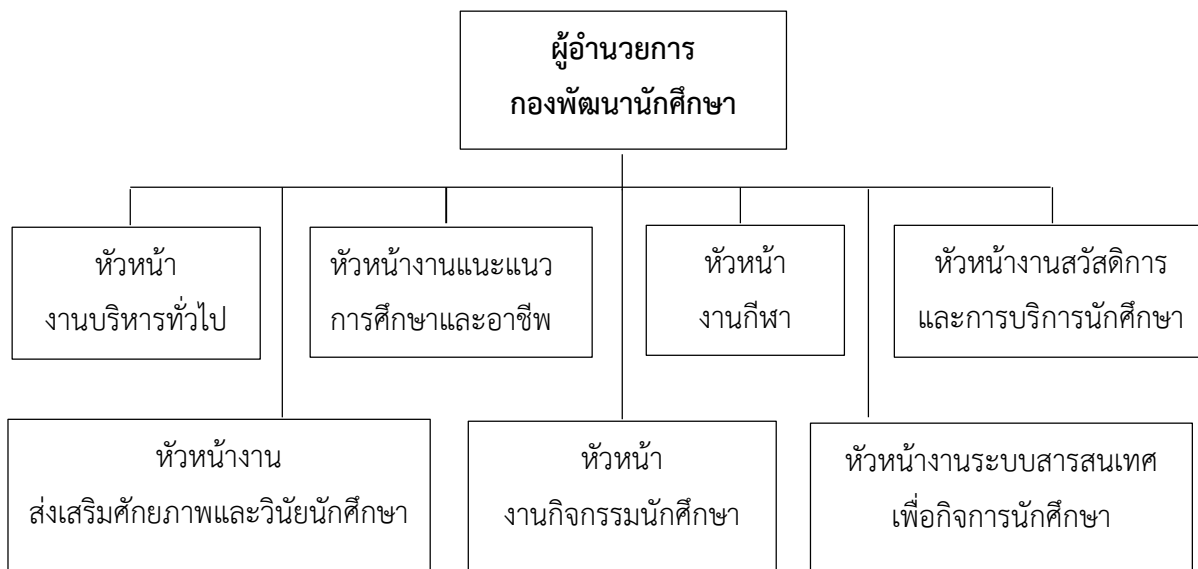 ผู้อำนวยการ
กองพัฒนานักศึกษา
หัวหน้า
งานบริหารทั่วไป
หัวหน้างานแนะแนว
การศึกษาและอาชีพ
หัวหน้า
งานกีฬา
หัวหน้างานสวัสดิการ
และการบริการนักศึกษา
หัวหน้างาน
ส่งเสริมศักยภาพและวินัยนักศึกษา
หัวหน้า
งานกิจกรรมนักศึกษา
หัวหน้างานระบบสารสนเทศ
เพื่อกิจการนักศึกษา